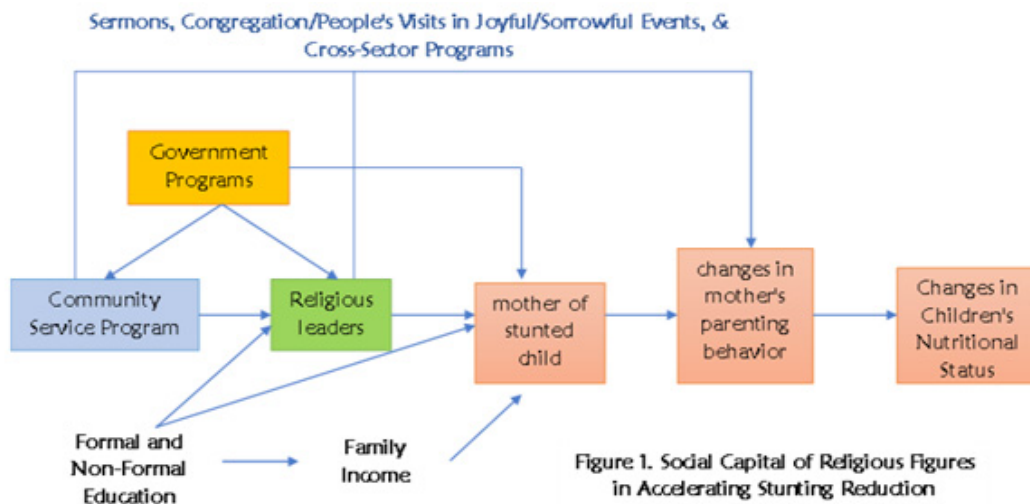 Sermons, Congregation/People's Visits in Joyful/Sorrowful Events, &
Cross-Sector Programs
Government
Programs
Community
Service Program
Religious
leaders
mother of
stunted
child
changes in
mother's
parenting
behavior
Changes in
Children's
Nutritional
Status
Formal and
Non-Formal
Education
Family
Income
Figure 1. Social Capital of Religious Figures
in Accelerating Stunting Reduction